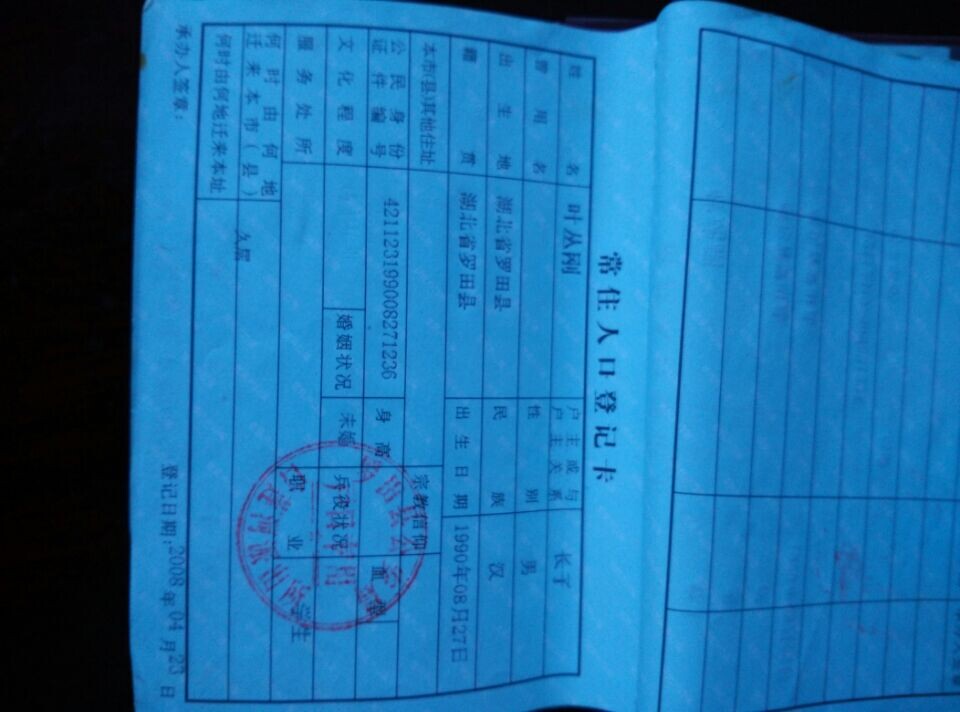 常住人口登记卡
姓名 叶丛刚 户主或与户主关系 长子
曾用名 性别 男
出生地 湖北省罗田县 民族 汉
籍贯 湖北省罗田县 出生日期 1990年08月27日
本市(县)其他住址 宗教信仰
公民身份证件编号 421123199008271236 身高 血型
文化程度 婚姻状况 未婚 兵役状况
服务处所 职业 学生
何时由何地迁来本市(县) 久居
何时由何地迁来本址
承办人签章: 登记日期:2008年04月23日